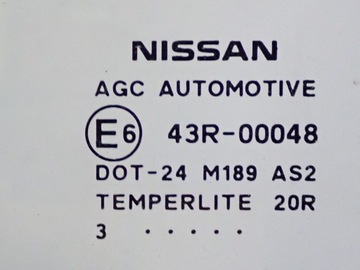 NISSAN
AGC AUTOMOTIVE
E6 43R-00048
DOT-24 M189 AS2
TEMPERLITE 20R
3 . . . . .